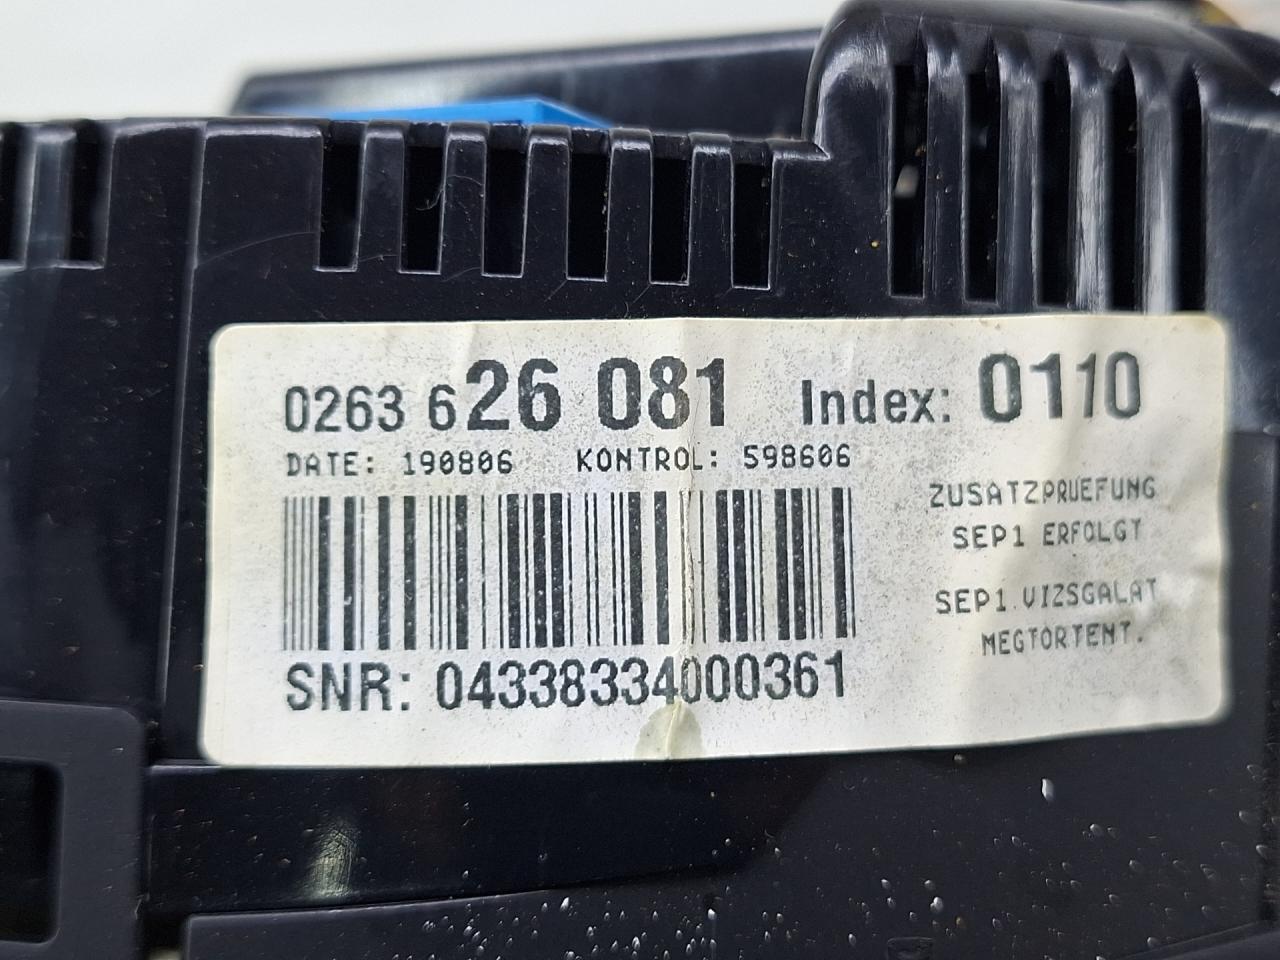 0263 626 081 Index: 0110
DATE: 190806 KONTROL: 598606
ZUSATZPRUEFUNG
SEP1 ERFOLGT
SEP1.VIZSGALAT
MEGTORTENT.
SNR: 04338334000361